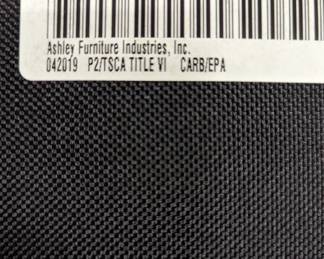 Ashley Furniture Industries, Inc.
042019 P2/TSCA TITLE VI CARB/EPA